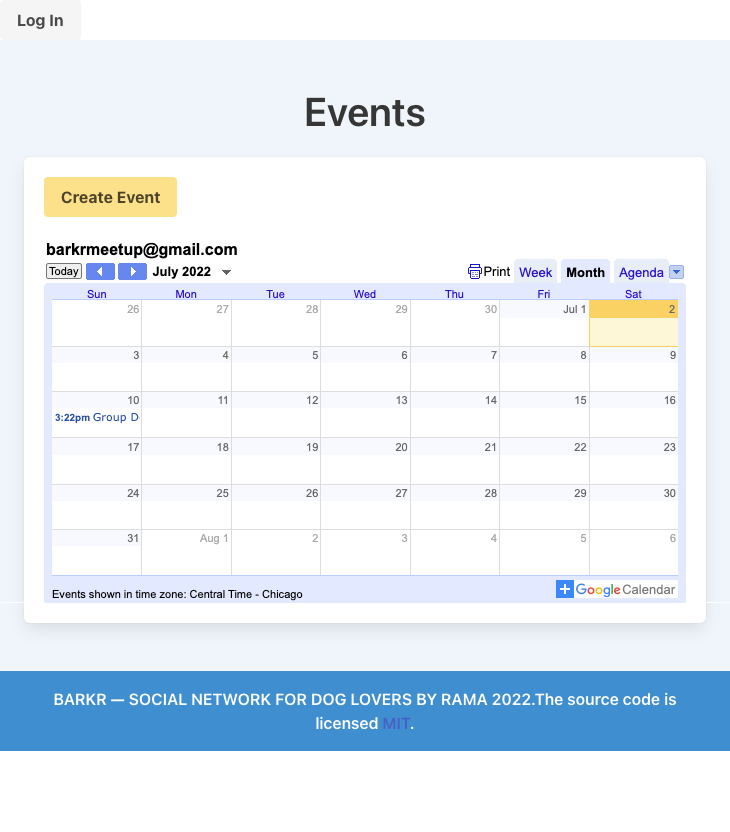 Log In
Events
Create Event
barkrmeetup@gmail.com
Today July 2022 Print Week Month Agenda
Sun Mon Tue Wed Thu Fri Sat
26 27 28 29 30 Jul 1 2
3 4 5 6 7 8 9
10 11 12 13 14 15 16
3:22pm Group D
17 18 19 20 21 22 23
24 25 26 27 28 29 30
31 Aug 1 2 3 4 5 6
Events shown in time zone: Central Time - Chicago
Google Calendar
BARKR — SOCIAL NETWORK FOR DOG LOVERS BY RAMA 2022.The source code is
licensed MIT.